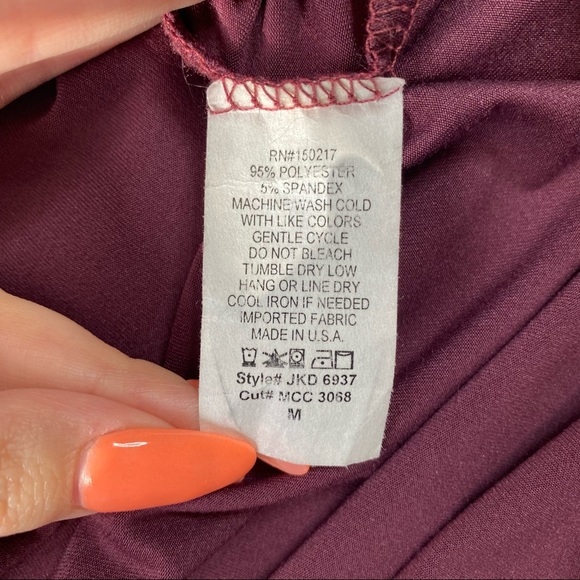 RN#150217
95% POLYESTER
5% SPANDEX
MACHINE WASH COLD
WITH LIKE COLORS
GENTLE CYCLE
DO NOT BLEACH
TUMBLE DRY LOW
HANG OR LINE DRY
COOL IRON IF NEEDED
IMPORTED FABRIC
MADE IN U.S.A.
Style# JKD 6937
Cut# MCC 3068
M